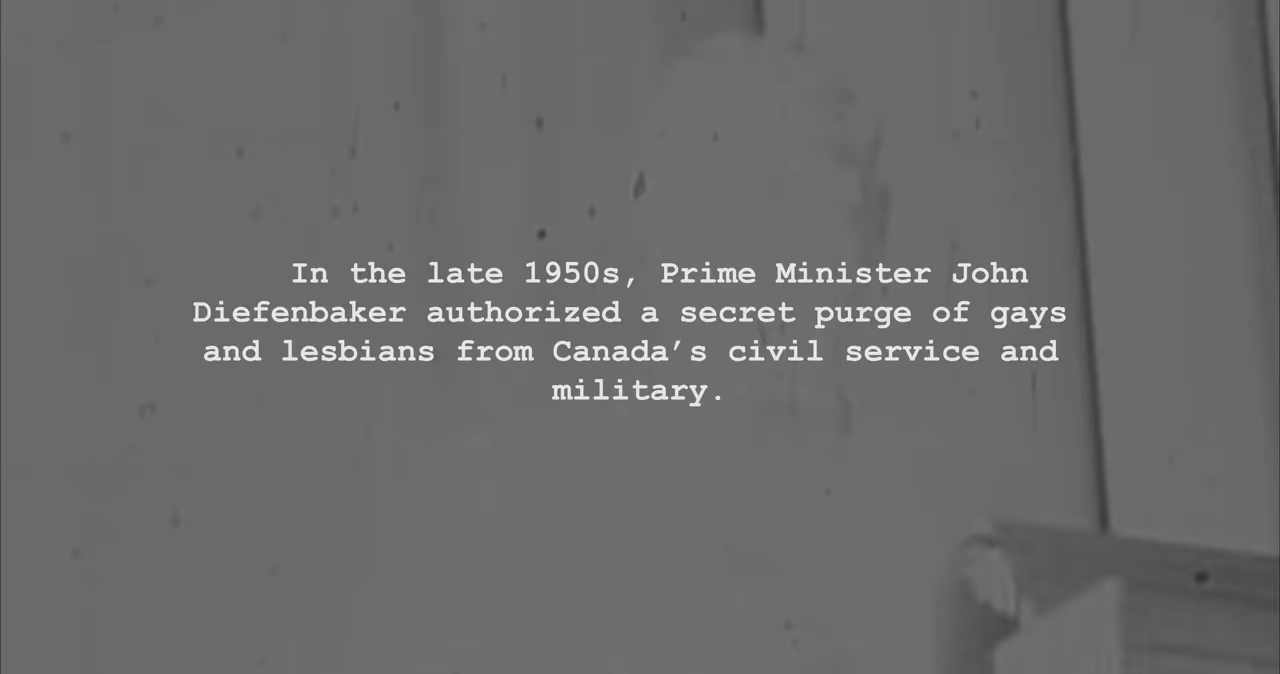 In the late 1950s, Prime Minister John
Diefenbaker authorized a secret purge of gays
and lesbians from Canada’s civil service and
military.